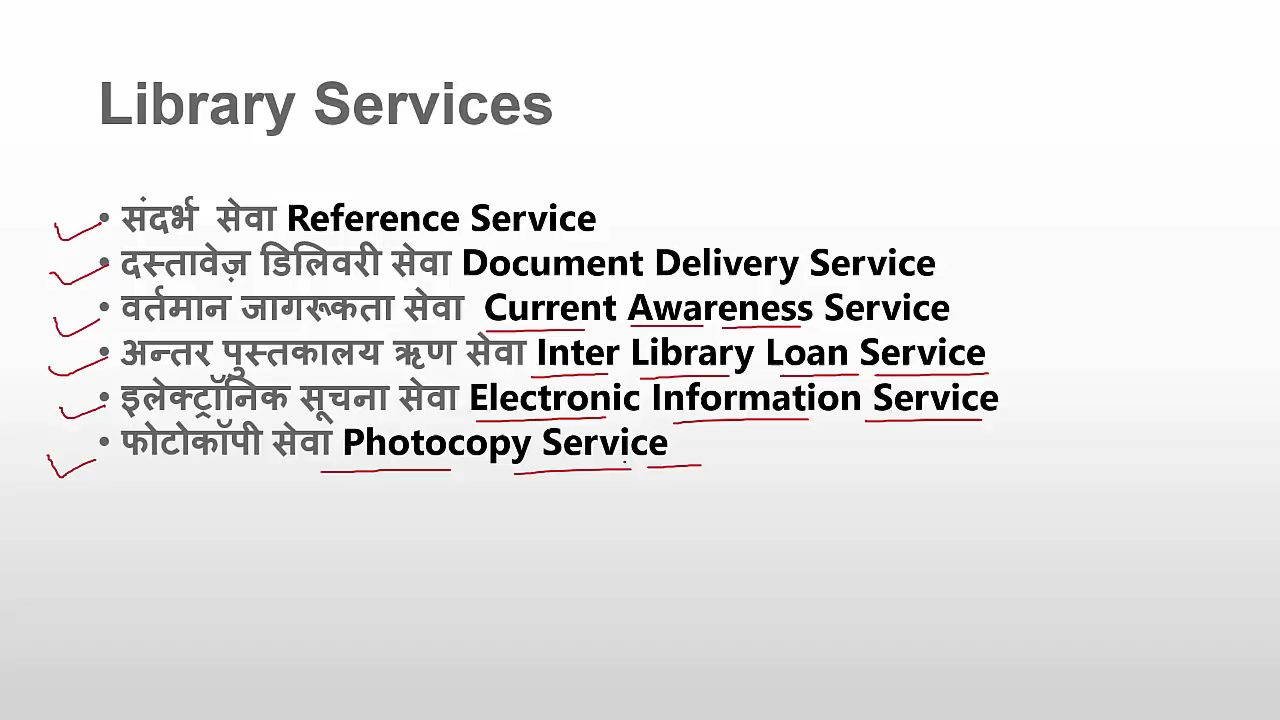 Library Services
• संदर्भ सेवा Reference Service
• दस्तावेज़ डिलिवरी सेवा Document Delivery Service
• वर्तमान जागरूकता सेवा Current Awareness Service
• अन्तर पुस्तकालय ऋण सेवा Inter Library Loan Service
• इलेक्ट्रॉनिक सूचना सेवा Electronic Information Service
• फोटोकॉपी सेवा Photocopy Service